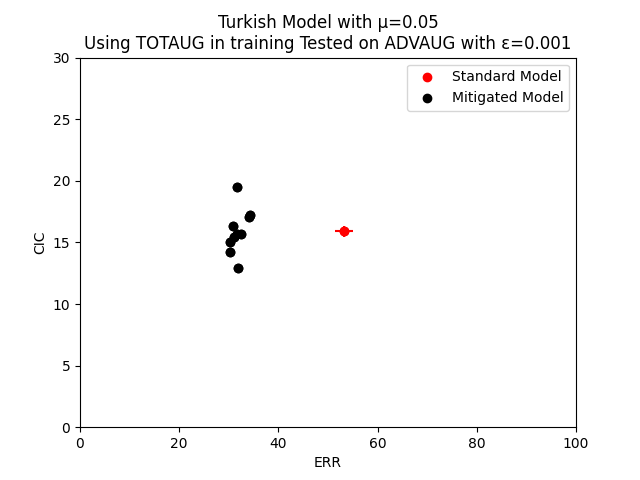 Turkish Model with μ=0.05
Using TOTAUG in training Tested on ADVAUG with ε=0.001
Standard Model
Mitigated Model
30
25
20
15
10
5
0
CIC
0 20 40 60 80 100
ERR